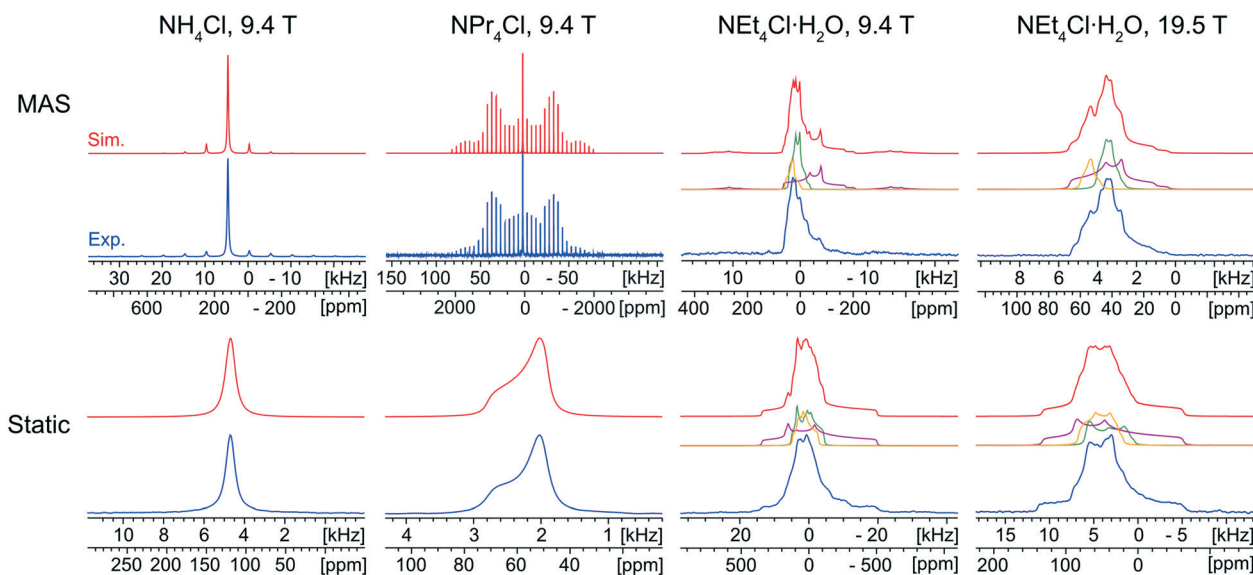 NH₄Cl, 9.4 T NPr₄Cl, 9.4 T NEt₄Cl·H₂O, 9.4 T NEt₄Cl·H₂O, 19.5 T
MAS
Sim.
Exp.
30 20 10 0 - 10 [kHz] 150 100 50 0 - 50 [kHz] 10 0 - 10 [kHz] 8 6 4 2 0 [kHz]
600 200 - 200 [ppm] 2000 0 - 2000 [ppm] 400 200 0 - 200 [ppm] 100 80 60 40 20 0 [ppm]
Static
10 8 6 4 2 [kHz] 4 3 2 1 [kHz] 20 0 - 20 [kHz] 15 10 5 0 - 5 [kHz]
250 200 150 100 50 [ppm] 100 80 60 40 [ppm] 500 0 - 500 [ppm] 200 100 0 [ppm]